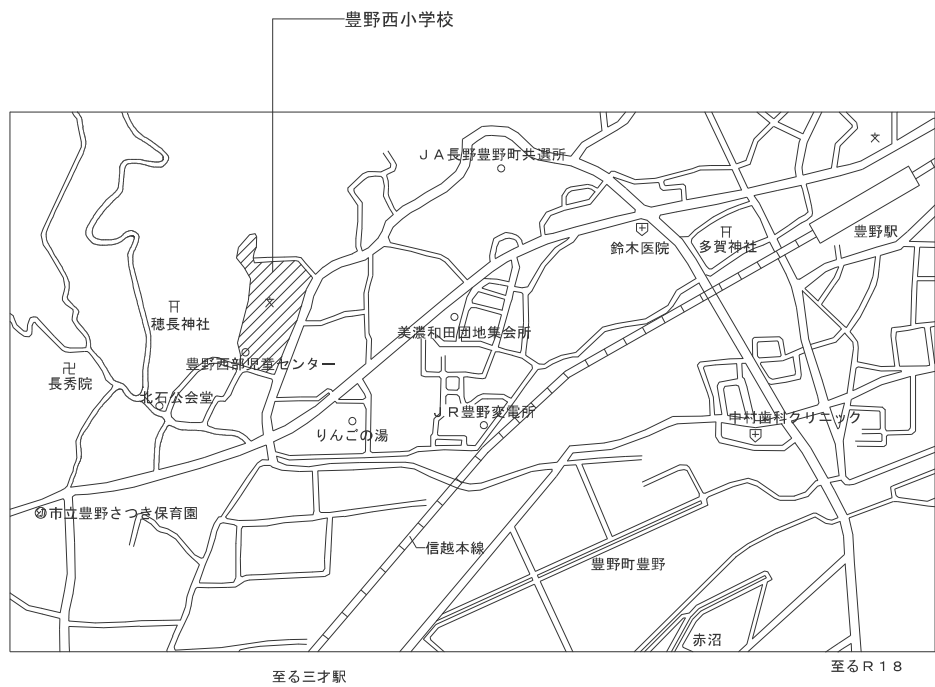 豊野西小学校
JA長野豊野町共選所
文
鈴木医院
多賀神社
豊野駅
文
穂長神社
美濃和田団地集会所
豊野西部児童センター
長秀院
北石公会堂
JR豊野変電所
中村歯科クリニック
りんごの湯
市立豊野さつき保育園
信越本線
豊野町豊野
赤沼
至る三才駅
至るR18